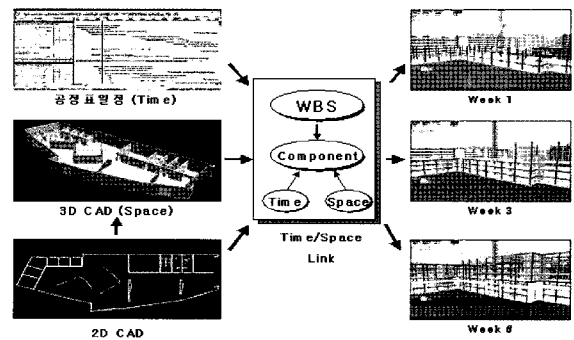 공정표일정 (Time)
3D CAD (Space)
2D CAD
WBS
Component
Time
Space
Time/Space
Link
Week 1
Week 3
Week 6